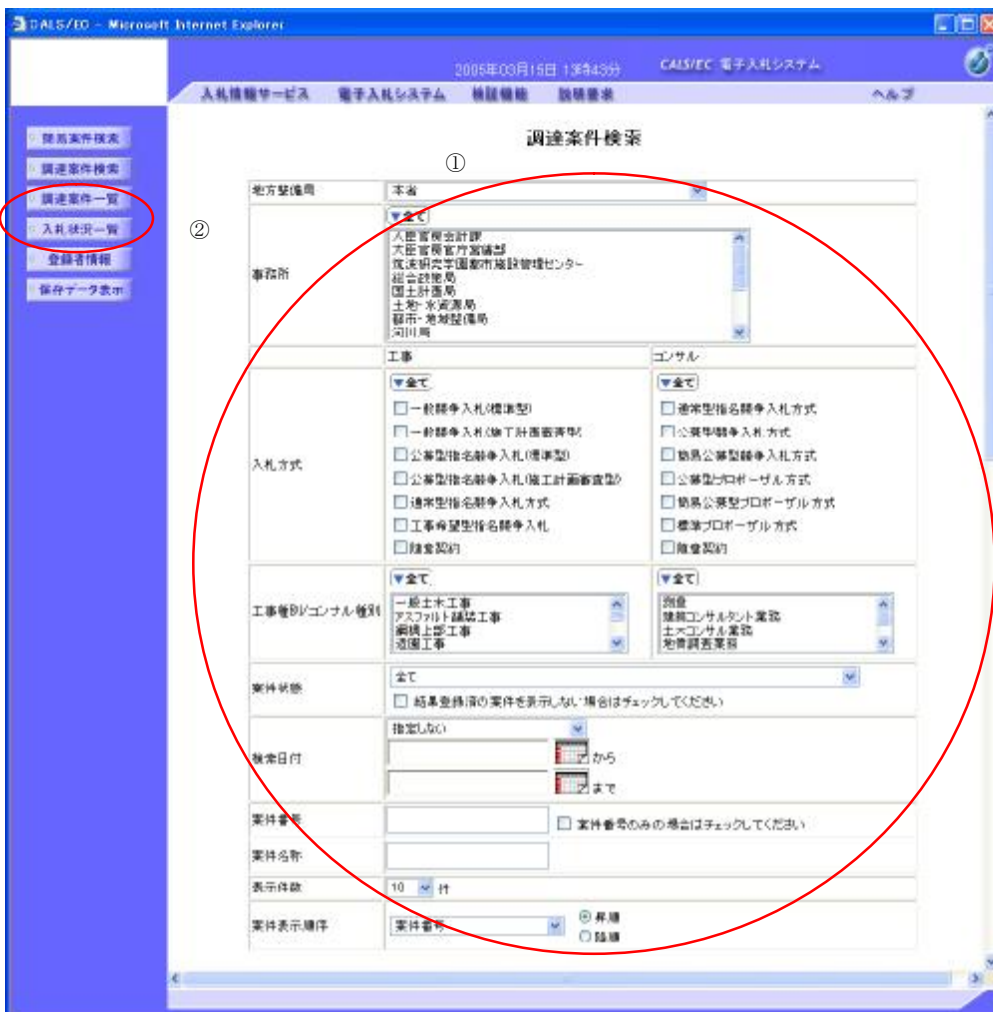 CALS/EC - Microsoft Internet Explorer
2005年03月15日 13時43分
CALS/EC 電子入札システム
入札情報サービス 電子入札システム 検証機能 説明要求 ヘルプ
簡易案件検索
調達案件検索
調達案件一覧
入札状況一覧
登録者情報
保存データ表示
①
②
調達案件検索
地方整備局 本省
事務所
▼全て
大臣官房会計課
大臣官房官庁営繕部
筑波研究学園都市施設管理センター
総合政策局
国土計画局
土地・水資源局
都市・地域整備局
河川局
工事 コンサル
入札方式
▼全て ▼全て
一般競争入札(標準型) 通常型指名競争入札方式
一般競争入札(施工計画審査型) 公募型競争入札方式
公募型指名競争入札(標準型) 簡易公募型競争入札方式
公募型指名競争入札(施工計画審査型) 公募型プロポーザル方式
通常型指名競争入札方式 簡易公募型プロポーザル方式
工事希望型指名競争入札 標準プロポーザル方式
随意契約 随意契約
工事種別/コンサル種別
▼全て ▼全て
一般土木工事 測量
アスファルト舗装工事 建築コンサルタント業務
鋼橋上部工事 土木コンサル業務
造園工事 地質調査業務
案件状態 全て
結果登録済の案件を表示しない場合はチェックしてください
検索日付 指定しない
から
まで
案件番号 案件番号のみの場合はチェックしてください
案件名称
表示件数 10 件
案件表示順序 案件番号 昇順
降順